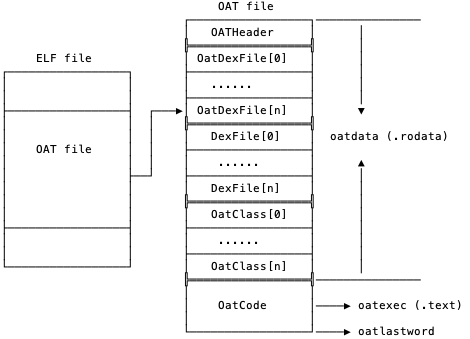 OAT file
OATHeader
ELF file
OatDexFile[0]
......
OatDexFile[n]
OAT file
DexFile[0]
oatdata (.rodata)
......
DexFile[n]
OatClass[0]
......
OatClass[n]
OatCode
oatexec (.text)
oatlastword